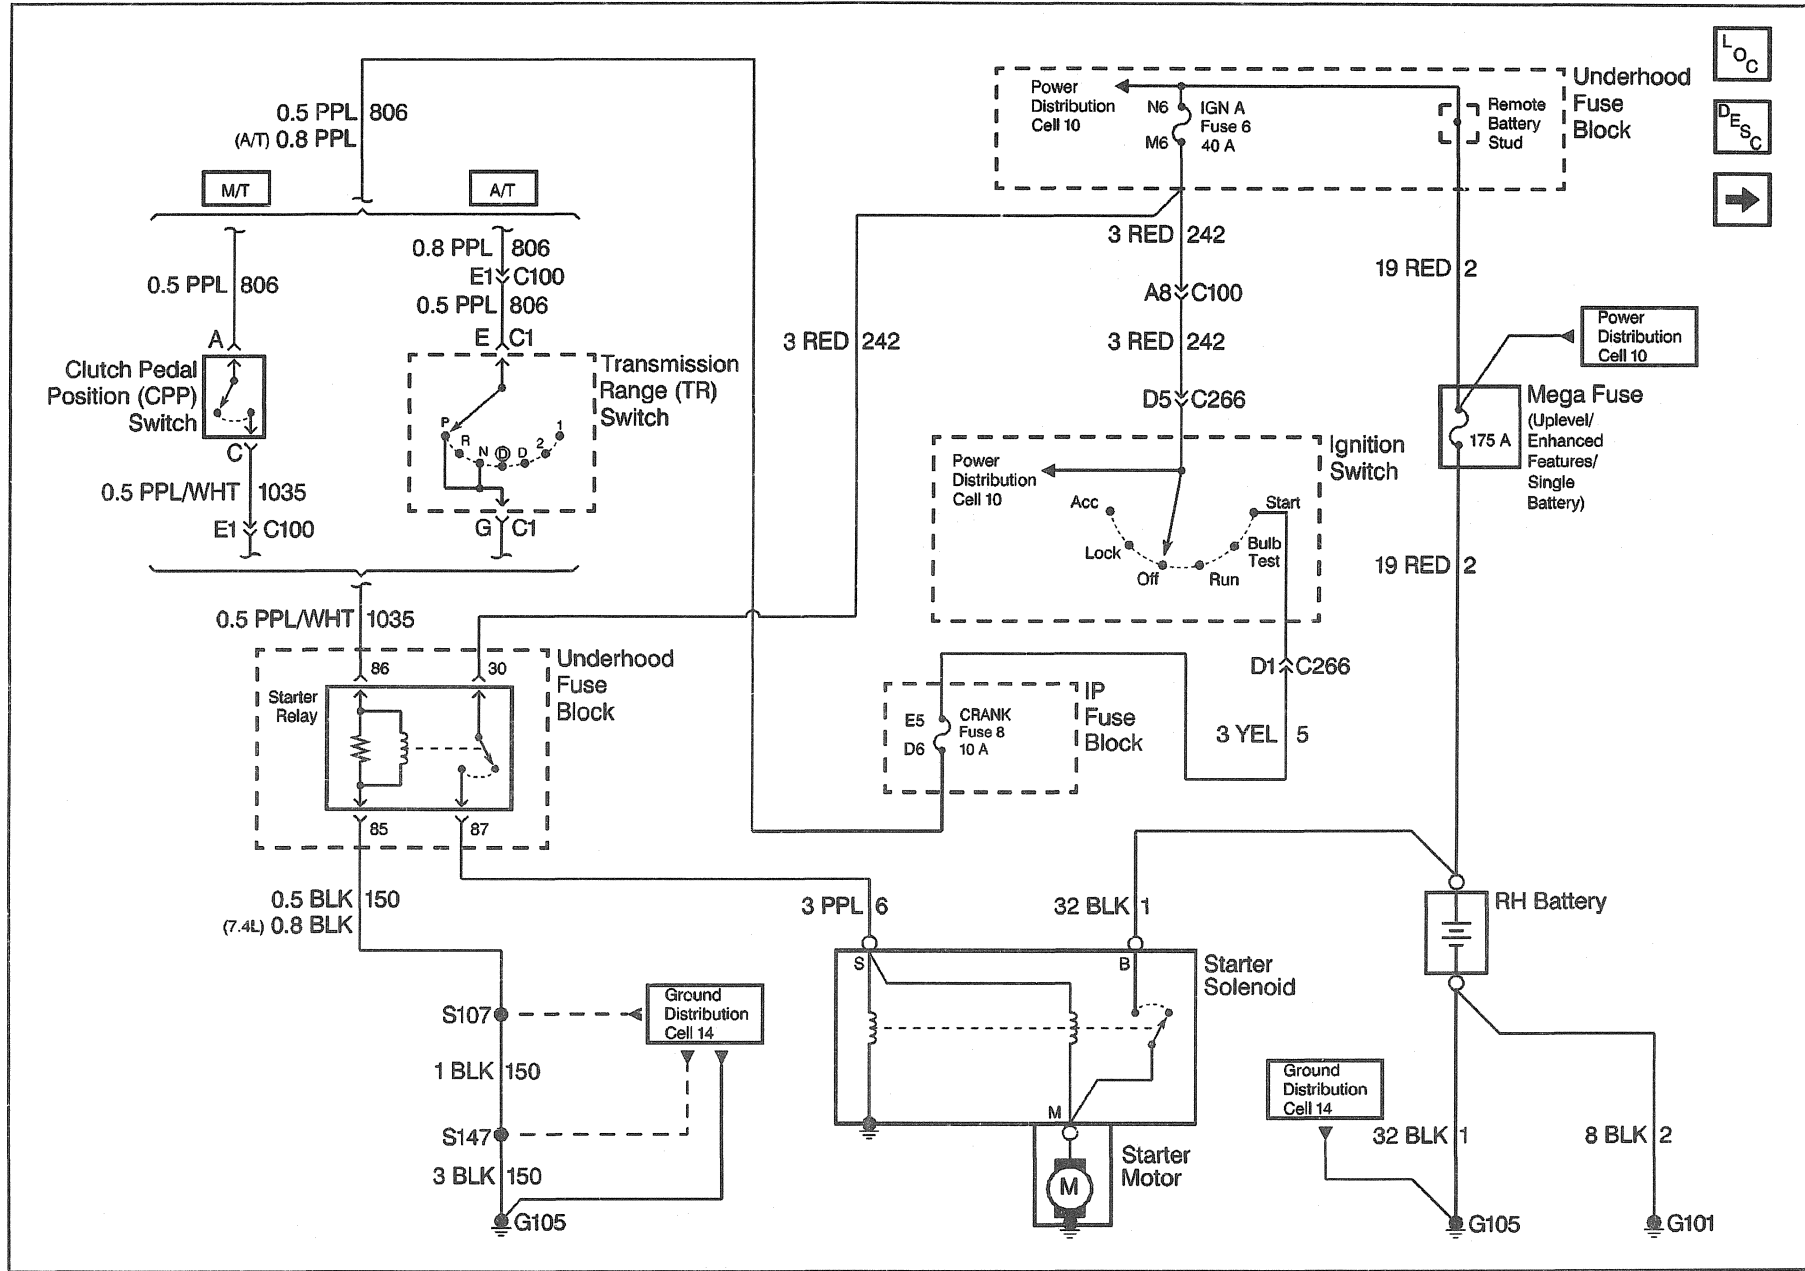 0.5 PPL 806
(A/T) 0.8 PPL
M/T
A/T
0.5 PPL 806
0.8 PPL 806
E1 C100
0.5 PPL 806
A
E C1
Clutch Pedal
Position (CPP)
Switch
C
Transmission
Range (TR)
Switch
P
R
N
D
D
2
1
G C1
0.5 PPL/WHT 1035
E1 C100
0.5 PPL/WHT 1035
86
30
Underhood
Fuse
Block
Starter
Relay
85
87
0.5 BLK 150
(7.4L) 0.8 BLK
S107
Ground
Distribution
Cell 14
1 BLK 150
S147
3 BLK 150
G105
Power
Distribution
Cell 10
N6
M6
IGN A
Fuse 6
40 A
Remote
Battery
Stud
Underhood
Fuse
Block
LOC
DESC
3 RED 242
3 RED 242
A8 C100
3 RED 242
D5 C266
19 RED 2
Power
Distribution
Cell 10
Mega Fuse
(Uplevel/
Enhanced
Features/
Single
Battery)
175 A
19 RED 2
Ignition
Switch
Power
Distribution
Cell 10
Acc
Lock
Off
Run
Bulb
Test
Start
D1 C266
3 YEL 5
IP
Fuse
Block
E5
D6
CRANK
Fuse 8
10 A
3 PPL 6
32 BLK 1
RH Battery
S
B
Starter
Solenoid
M
Starter
Motor
M
Ground
Distribution
Cell 14
32 BLK 1
8 BLK 2
G105
G101